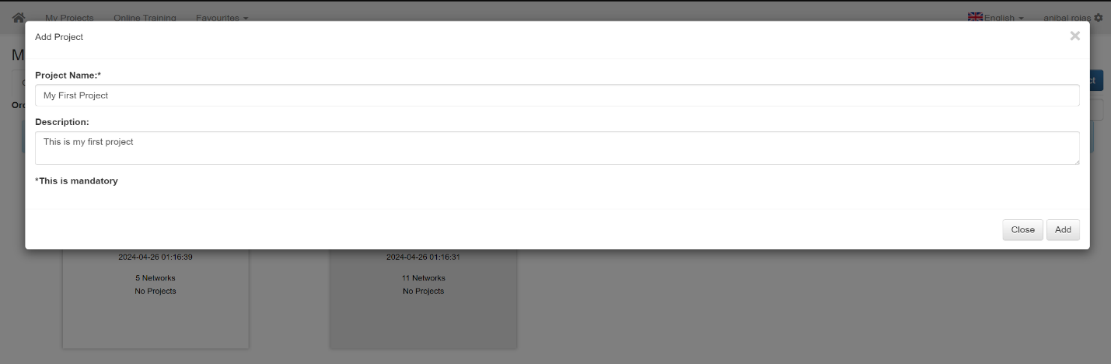 My Projects Online Training Favourites English anibal rojas
Add Project ×
M
Project Name:*
ct
My First Project
Description:
This is my first project
*This is mandatory
Close Add
2024-04-26 01:16:39 2024-04-26 01:16:31
5 Networks 11 Networks
No Projects No Projects